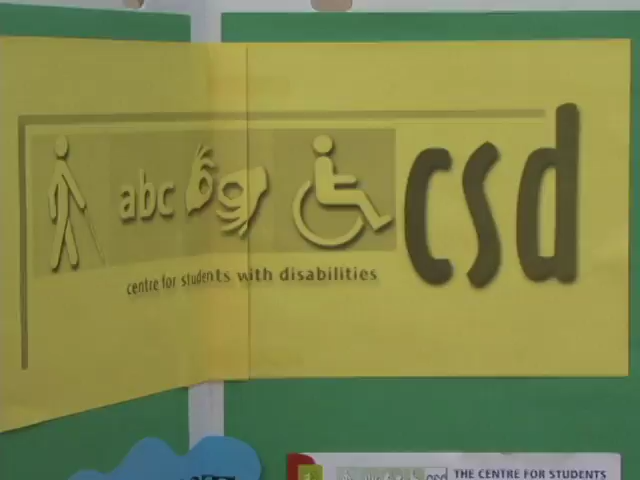 abc
csd
centre for students with disabilities
THE CENTRE FOR STUDENTS